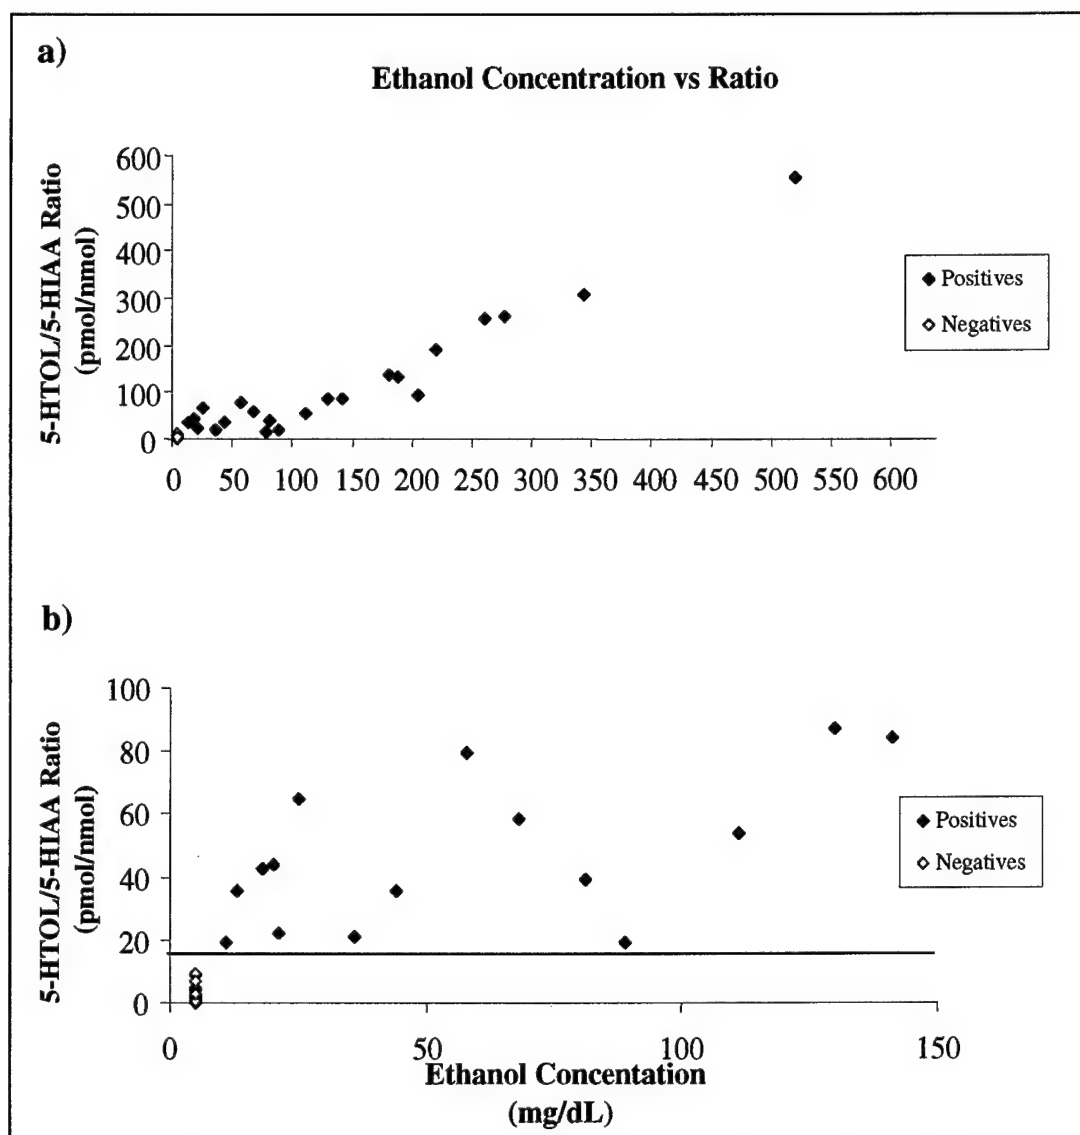 a)
Ethanol Concentration vs Ratio
5-HTOL/5-HIAA Ratio
(pmol/nmol)
600
500
400
300
200
100
0
0 50 100 150 200 250 300 350 400 450 500 550 600
Positives
Negatives
b)
5-HTOL/5-HIAA Ratio
(pmol/nmol)
100
80
60
40
20
0
0 50 100 150
Positives
Negatives
Ethanol Concentation
(mg/dL)